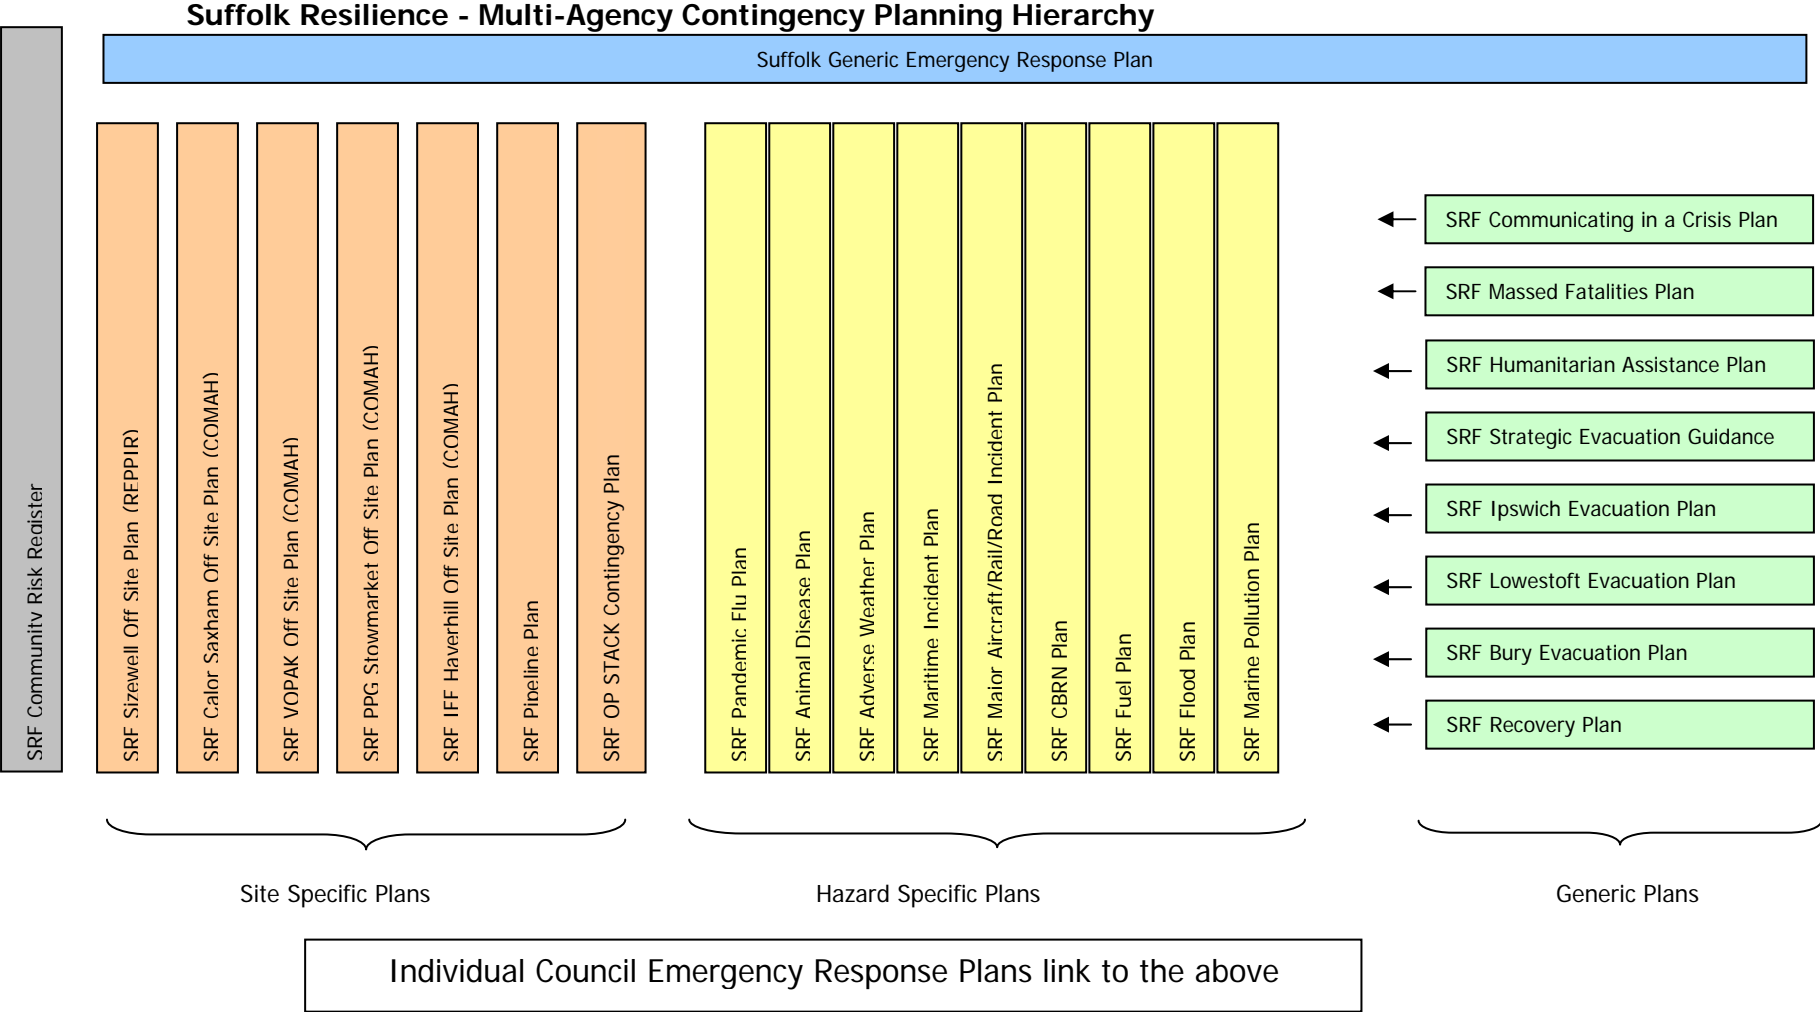 Suffolk Resilience - Multi-Agency Contingency Planning Hierarchy
Suffolk Generic Emergency Response Plan
SRF Community Risk Register
SRF Sizewell Off Site Plan (REPPIR)
SRF Calor Saxham Off Site Plan (COMAH)
SRF VOPAK Off Site Plan (COMAH)
SRF PPG Stowmarket Off Site Plan (COMAH)
SRF IFF Haverhill Off Site Plan (COMAH)
SRF Pipeline Plan
SRF OP STACK Contingency Plan
SRF Pandemic Flu Plan
SRF Animal Disease Plan
SRF Adverse Weather Plan
SRF Maritime Incident Plan
SRF Major Aircraft/Rail/Road Incident Plan
SRF CBRN Plan
SRF Fuel Plan
SRF Flood Plan
SRF Marine Pollution Plan
SRF Communicating in a Crisis Plan
SRF Massed Fatalities Plan
SRF Humanitarian Assistance Plan
SRF Strategic Evacuation Guidance
SRF Ipswich Evacuation Plan
SRF Lowestoft Evacuation Plan
SRF Bury Evacuation Plan
SRF Recovery Plan
Site Specific Plans
Hazard Specific Plans
Generic Plans
Individual Council Emergency Response Plans link to the above